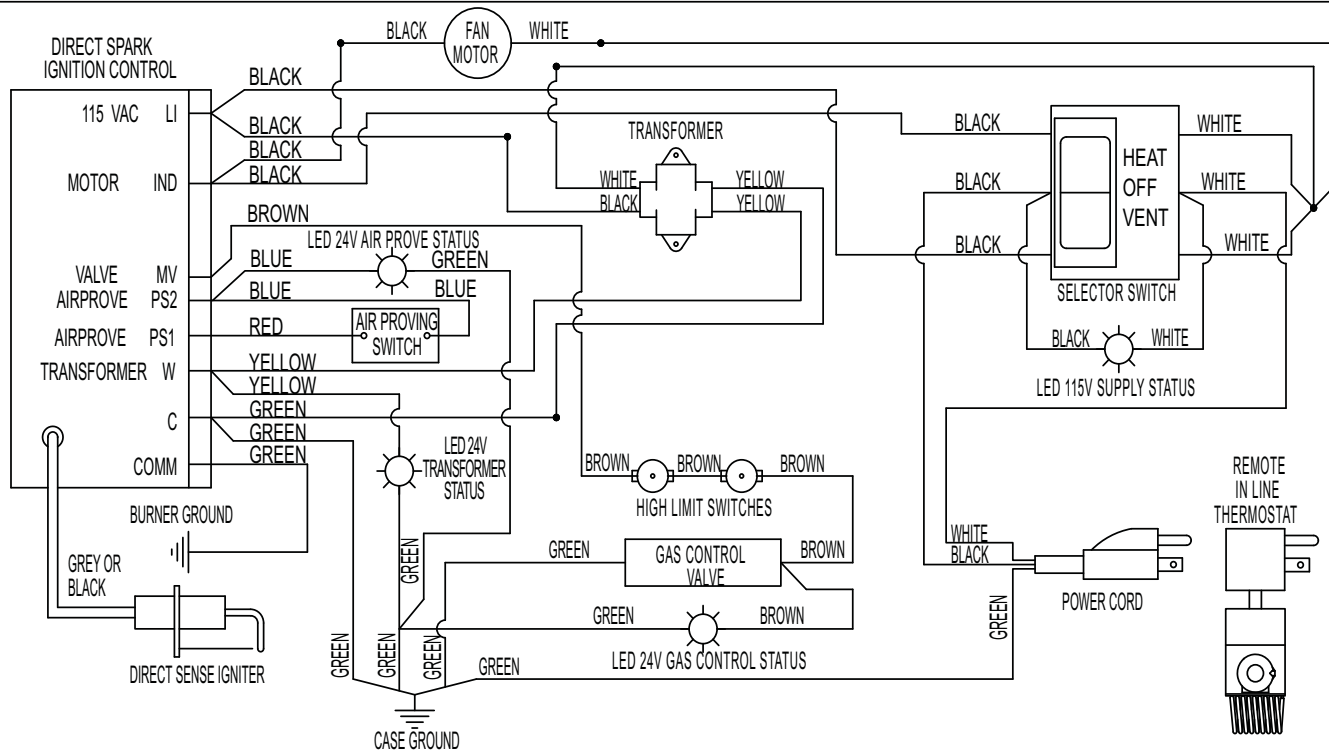 BLACK
FAN
MOTOR
WHITE
DIRECT SPARK
IGNITION CONTROL
BLACK
115 VAC LI
BLACK
BLACK
MOTOR IND
BLACK
BROWN
LED 24V AIR PROVE STATUS
VALVE MV
BLUE
GREEN
AIRPROVE PS2
BLUE
BLUE
AIRPROVE PS1
RED
AIR PROVING
SWITCH
TRANSFORMER W
YELLOW
YELLOW
C
GREEN
GREEN
COMM
GREEN
LED 24V
TRANSFORMER
STATUS
TRANSFORMER
WHITE
YELLOW
BLACK
YELLOW
BLACK
WHITE
HEAT
BLACK
OFF
WHITE
VENT
BLACK
WHITE
SELECTOR SWITCH
BLACK
WHITE
LED 115V SUPPLY STATUS
BROWN
BROWN
BROWN
HIGH LIMIT SWITCHES
REMOTE
IN LINE
THERMOSTAT
BURNER GROUND
GREY OR
BLACK
DIRECT SENSE IGNITER
GREEN
GREEN
GAS CONTROL
VALVE
BROWN
WHITE
BLACK
POWER CORD
GREEN
GREEN
BROWN
LED 24V GAS CONTROL STATUS
GREEN
GREEN
GREEN
GREEN
CASE GROUND